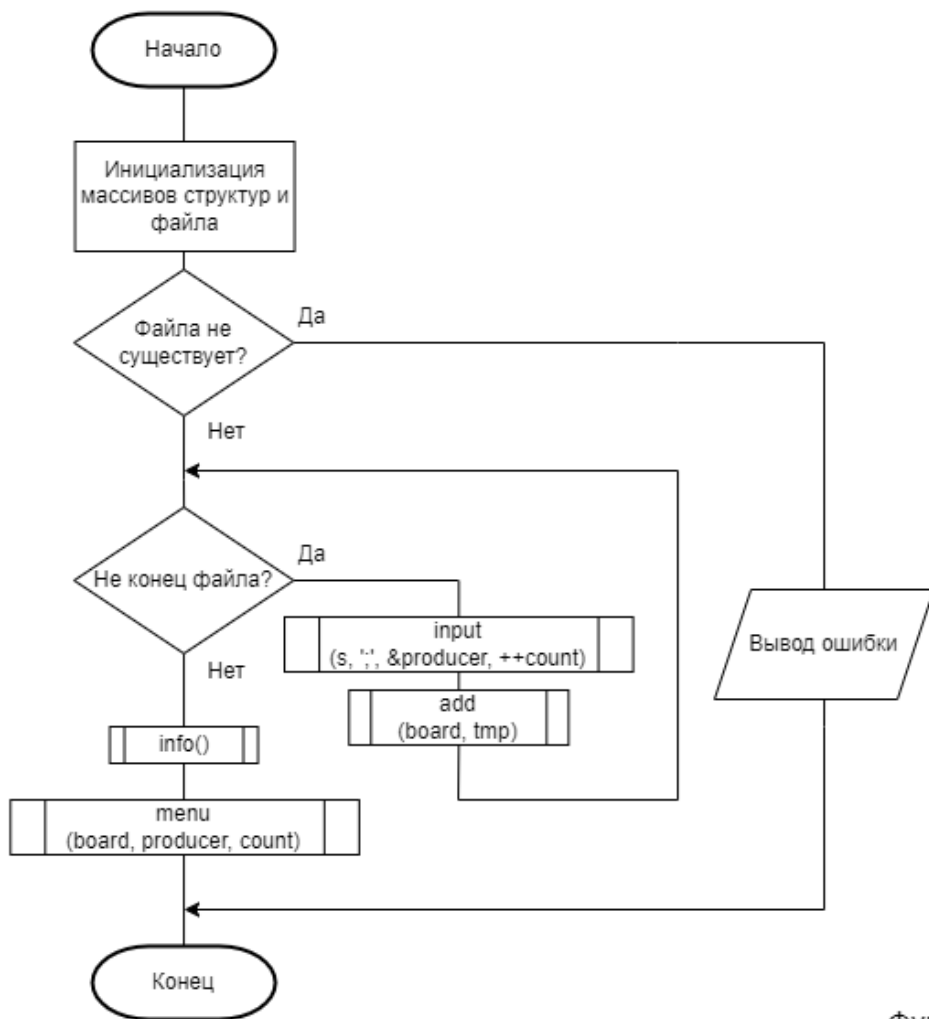 Начало
Инициализация
массивов структур и
файла
Файла не
существует?
Да
Нет
Не конец файла?
Да
Нет
input
(s, ';', &producer, ++count)
add
(board, tmp)
Вывод ошибки
info()
menu
(board, producer, count)
Конец